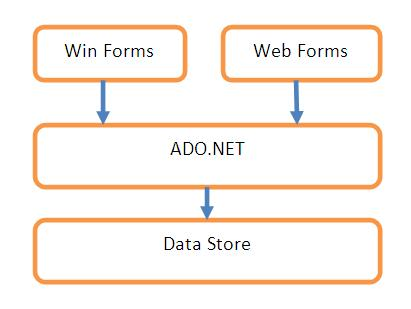 Win Forms
Web Forms
ADO.NET
Data Store